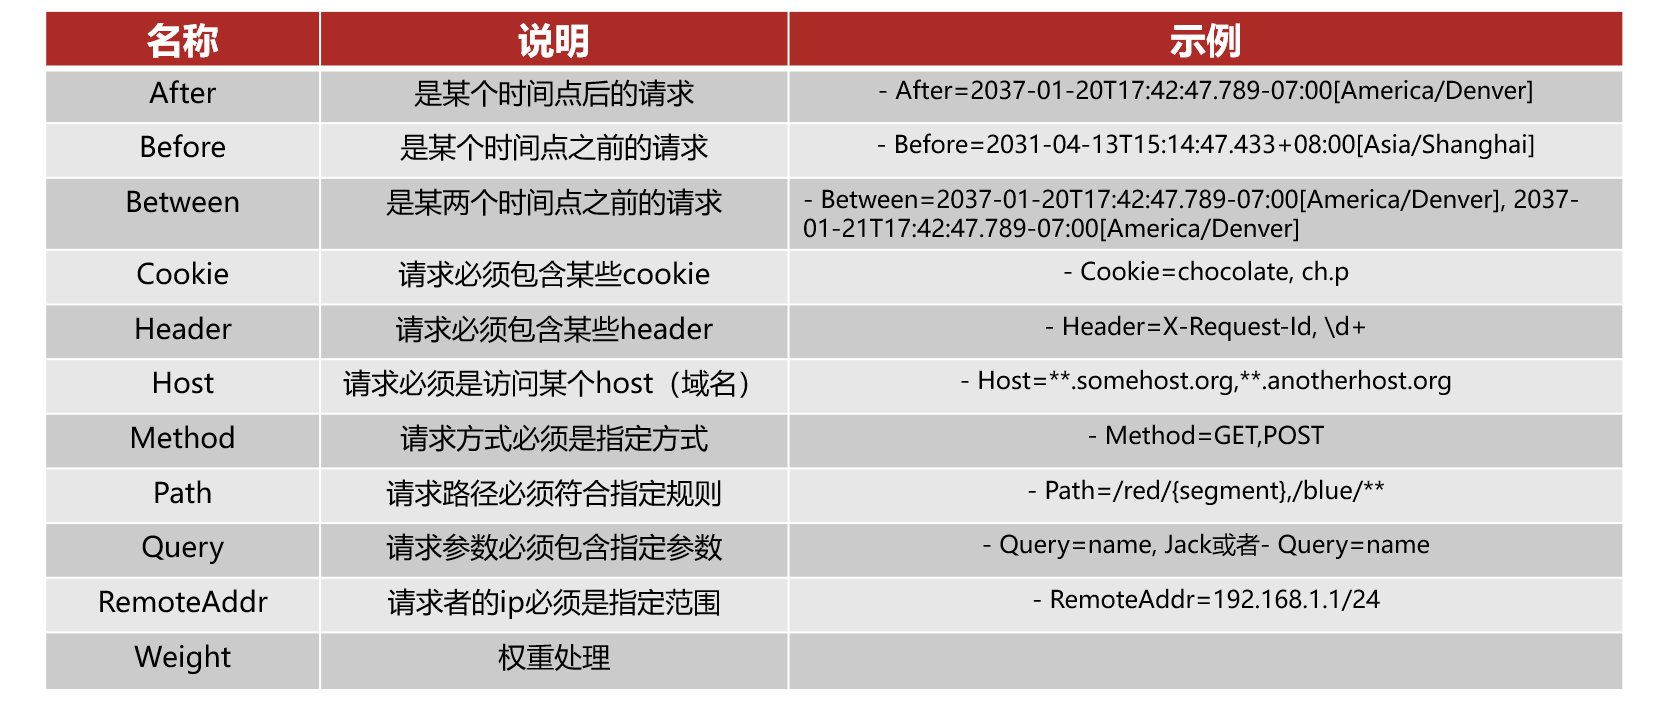 名称 说明 示例
After 是某个时间点后的请求 - After=2037-01-20T17:42:47.789-07:00[America/Denver]
Before 是某个时间点之前的请求 - Before=2031-04-13T15:14:47.433+08:00[Asia/Shanghai]
Between 是某两个时间点之前的请求 - Between=2037-01-20T17:42:47.789-07:00[America/Denver], 2037-
01-21T17:42:47.789-07:00[America/Denver]
Cookie 请求必须包含某些cookie - Cookie=chocolate, ch.p
Header 请求必须包含某些header - Header=X-Request-Id, \d+
Host 请求必须是访问某个host（域名） - Host=**.somehost.org,**.anotherhost.org
Method 请求方式必须是指定方式 - Method=GET,POST
Path 请求路径必须符合指定规则 - Path=/red/{segment},/blue/**
Query 请求参数必须包含指定参数 - Query=name, Jack或者- Query=name
RemoteAddr 请求者的ip必须是指定范围 - RemoteAddr=192.168.1.1/24
Weight 权重处理